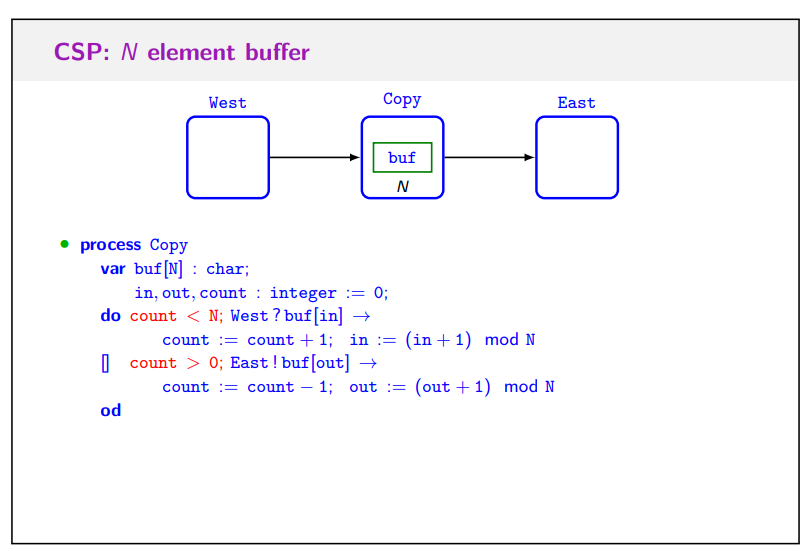 CSP: N element buffer
West Copy East
buf
N
• process Copy
var buf[N] : char;
in, out, count : integer := 0;
do count < N; West ? buf[in] →
count := count + 1; in := (in + 1) mod N
[] count > 0; East ! buf[out] →
count := count − 1; out := (out + 1) mod N
od